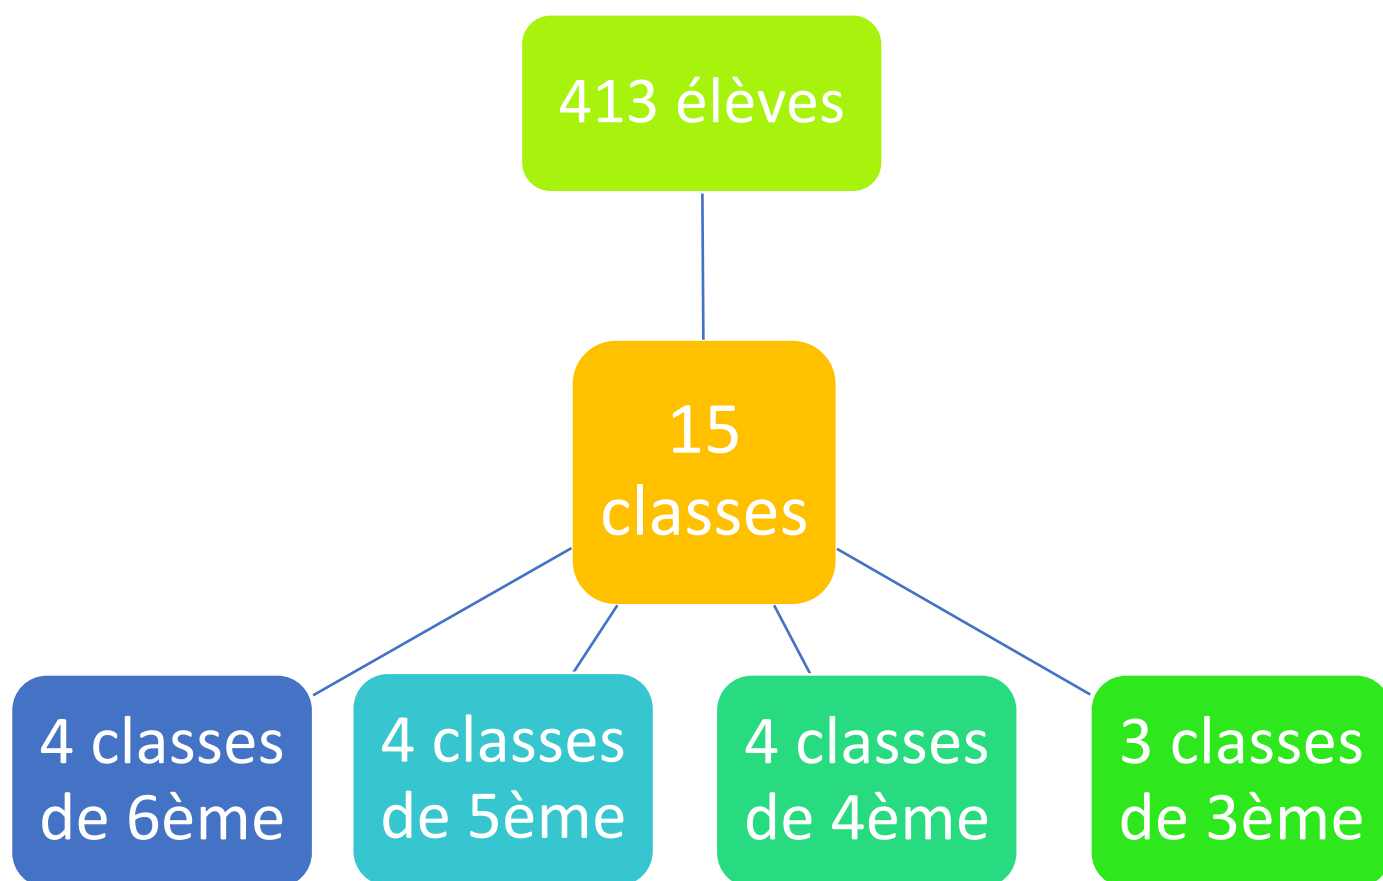 413 élèves
15
classes
4 classes
de 6ème
4 classes
de 5ème
4 classes
de 4ème
3 classes
de 3ème